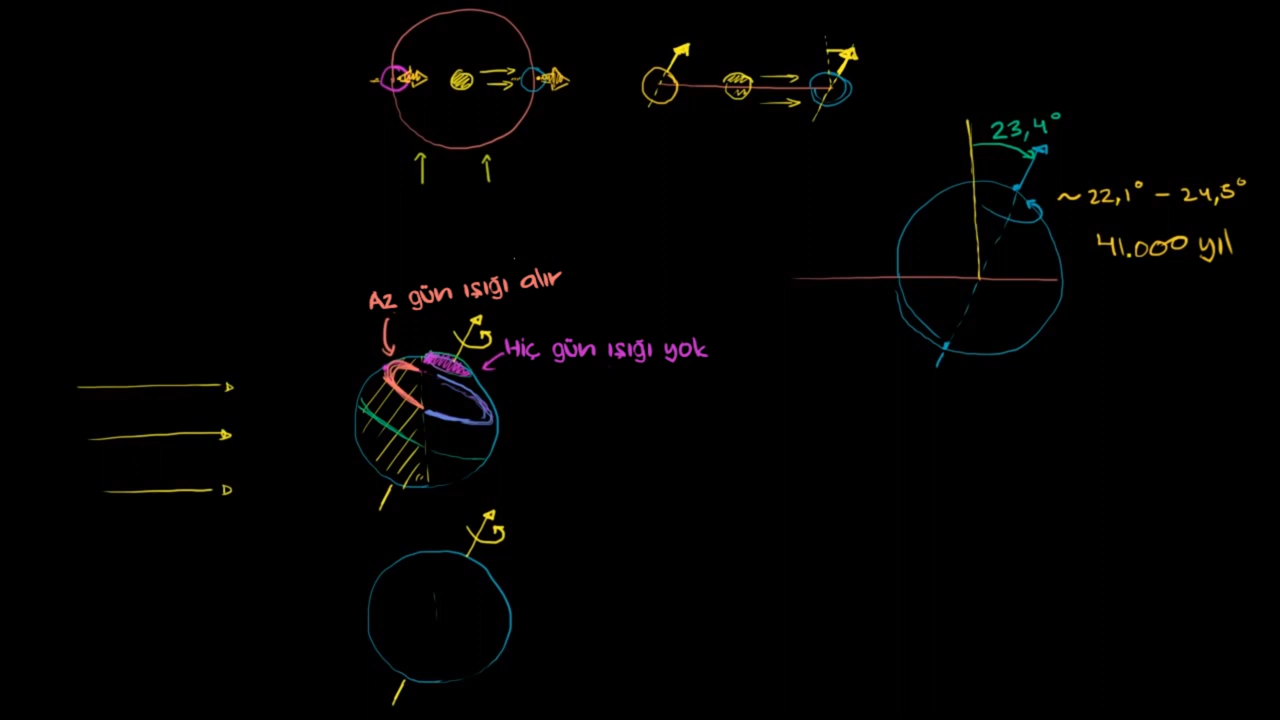 23,4°
~22,1° - 24,5°
41.000 yıl
Az gün ışığı alır
Hiç gün ışığı yok